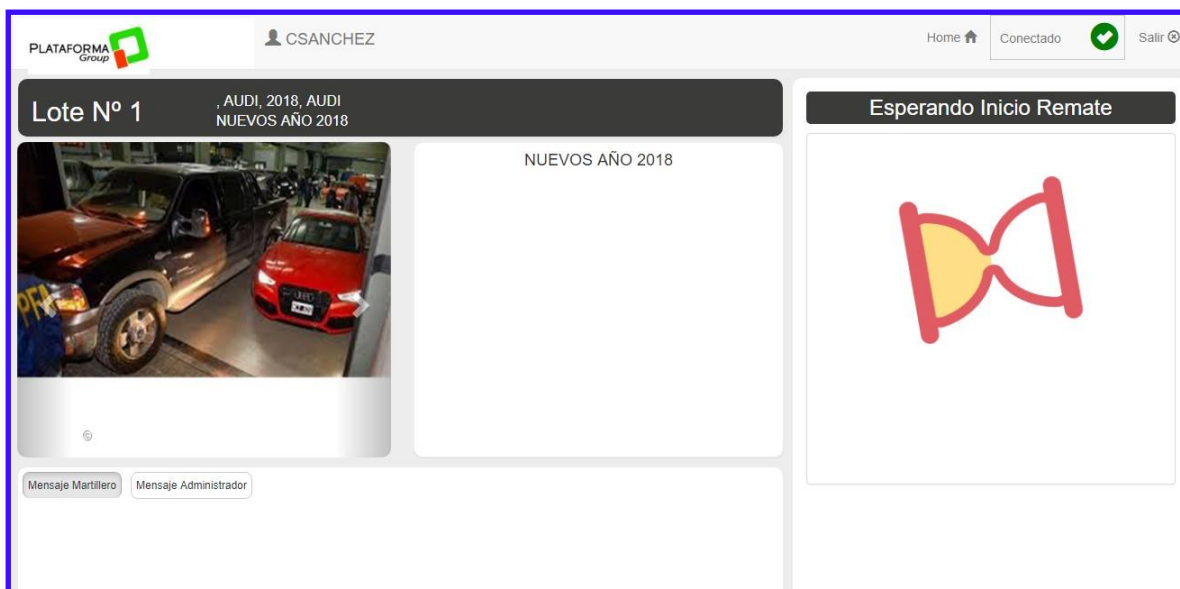 PLATAFORMA
Group
CSANCHEZ
Home
Conectado
Salir
Lote Nº 1
, AUDI, 2018, AUDI
NUEVOS AÑO 2018
PFA
NUEVOS AÑO 2018
©
Mensaje Martillero
Mensaje Administrador
Esperando Inicio Remate